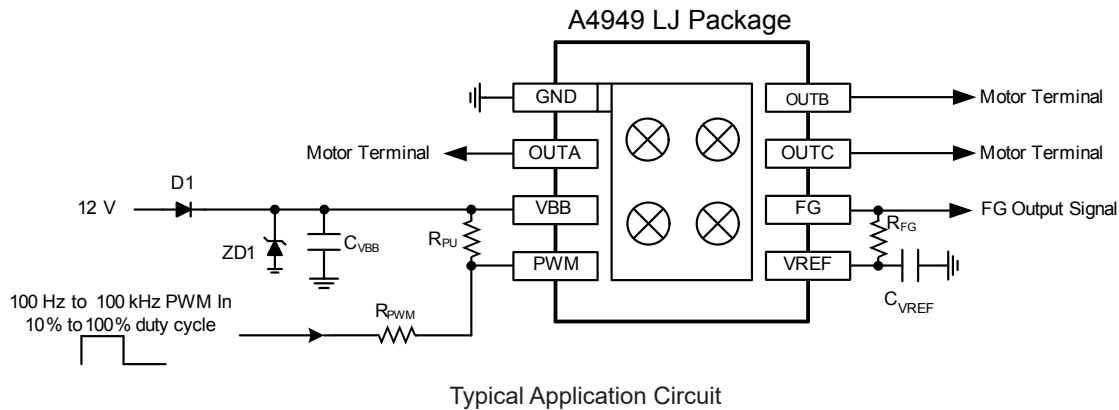 A4949 LJ Package
GND
OUTB
Motor Terminal
Motor Terminal
OUTA
OUTC
Motor Terminal
D1
12 V
VBB
FG
FG Output Signal
ZD1
CVBB
RPU
RFG
PWM
VREF
CVREF
100 Hz to 100 kHz PWM In
10% to 100% duty cycle
RPWM
Typical Application Circuit